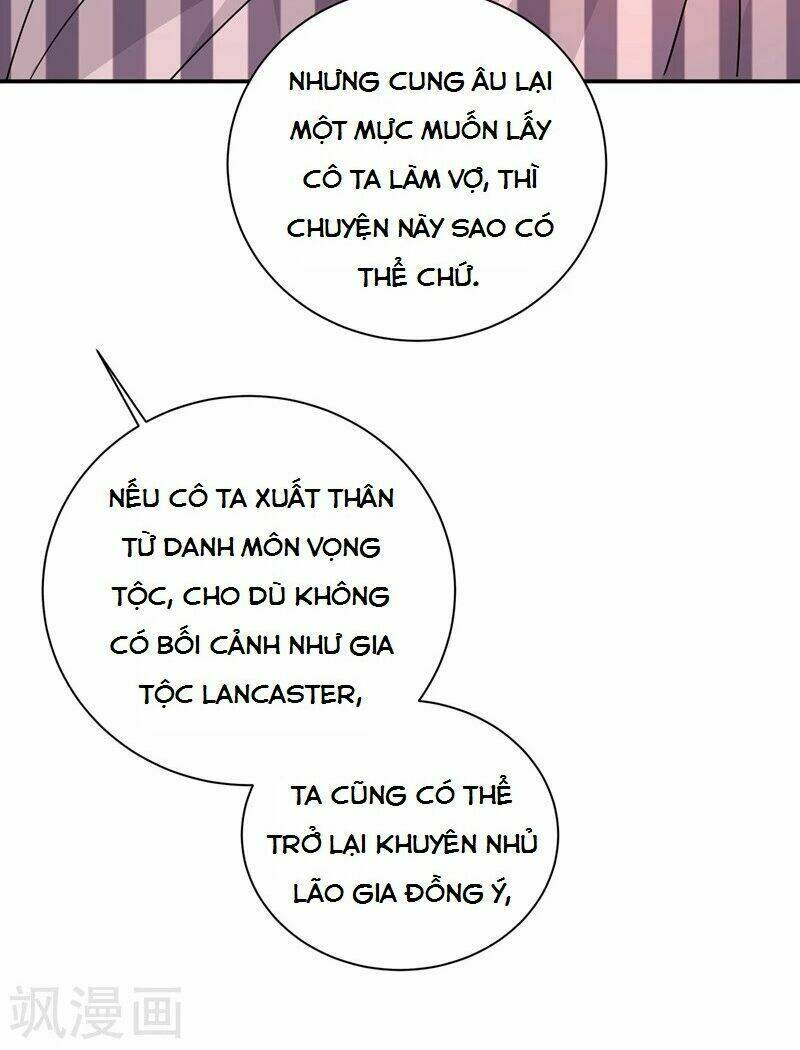 NHƯNG CUNG ÂU LẠI
MỘT MỰC MUỐN LẤY
CÔ TA LÀM VỢ, THÌ
CHUYỆN NÀY SAO CÓ
THỂ CHỨ.
NẾU CÔ TA XUẤT THÂN
TỪ DANH MÔN VỌNG
TỘC, CHO DÙ KHÔNG
CÓ BỐI CẢNH NHƯ GIA
TỘC LANCASTER,
TA CŨNG CÓ THỂ
TRỞ LẠI KHUYÊN NHỦ
LÃO GIA ĐỒNG Ý,
飒漫画